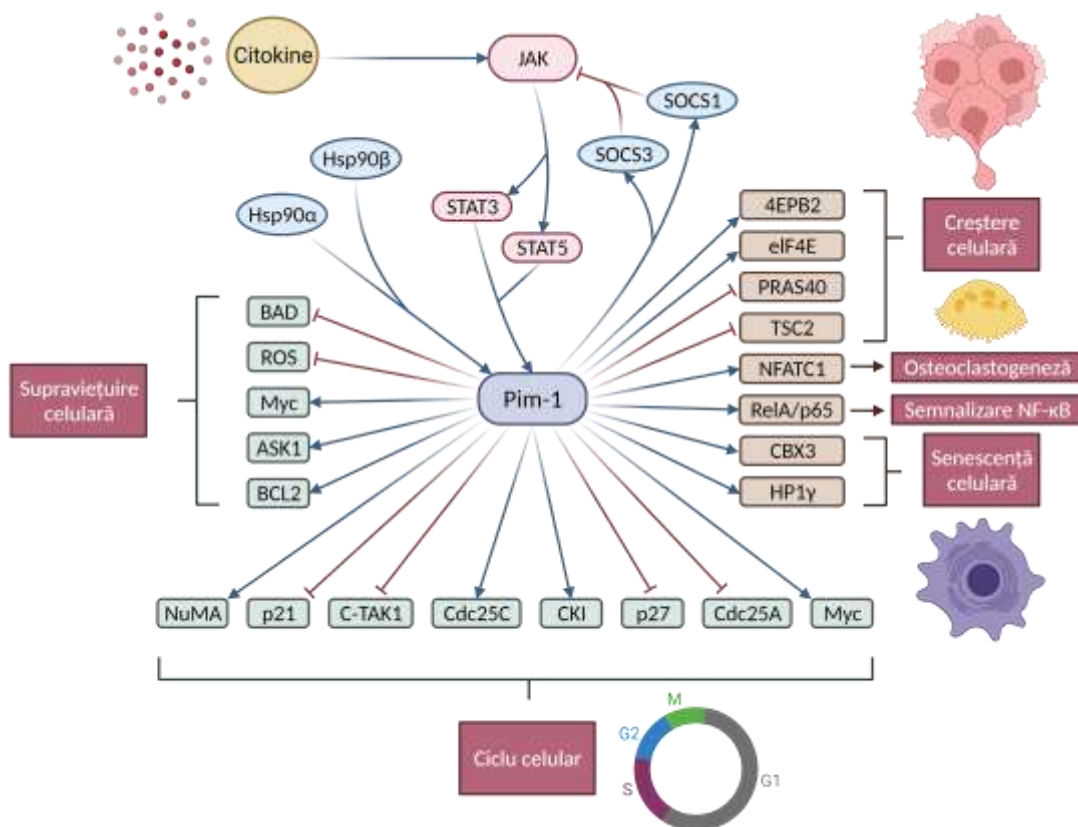 Citokine
JAK
SOCS1
SOCS3
Hsp90β
Hsp90α
STAT3
STAT5
4EPB2
eIF4E
PRAS40
TSC2
NFATC1
RelA/p65
CBX3
HP1γ
Creștere
celulară
Osteoclastogeneză
Semnalizare NF-κB
Senescență
celulară
BAD
ROS
Myc
ASK1
BCL2
Supraviețuire
celulară
Pim-1
NuMA
p21
C-TAK1
Cdc25C
CKI
p27
Cdc25A
Myc
Ciclu celular
M
G2
S
G1